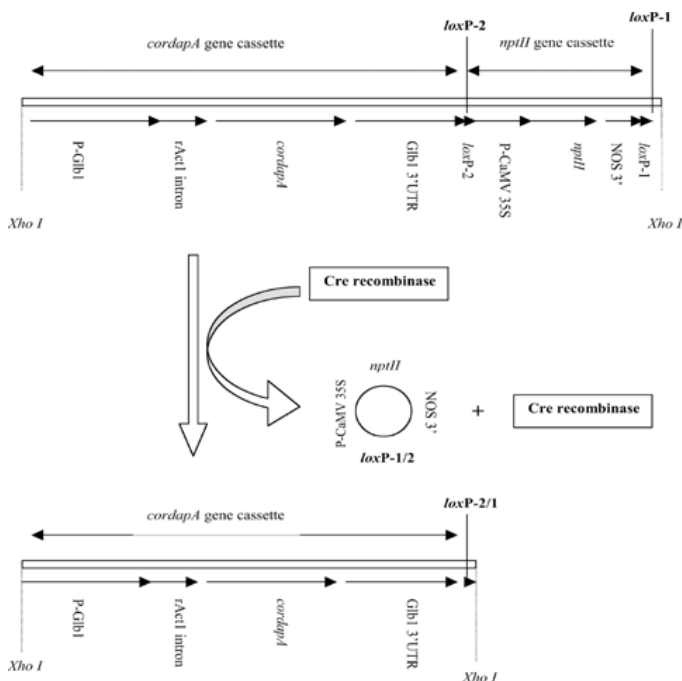 loxP-1
loxP-2
cordapA gene cassette
nptII gene cassette
P-Glb1
rAct1 intron
cordapA
Glb1 3'UTR
loxP-2
P-CaMV 35S
nptII
NOS 3'
loxP-1
Xho I
Xho I
Cre recombinase
nptII
P-CaMV 35S
NOS 3'
loxP-1/2
+
Cre recombinase
loxP-2/1
cordapA gene cassette
P-Glb1
rAct1 intron
cordapA
Glb1 3'UTR
Xho I
Xho I